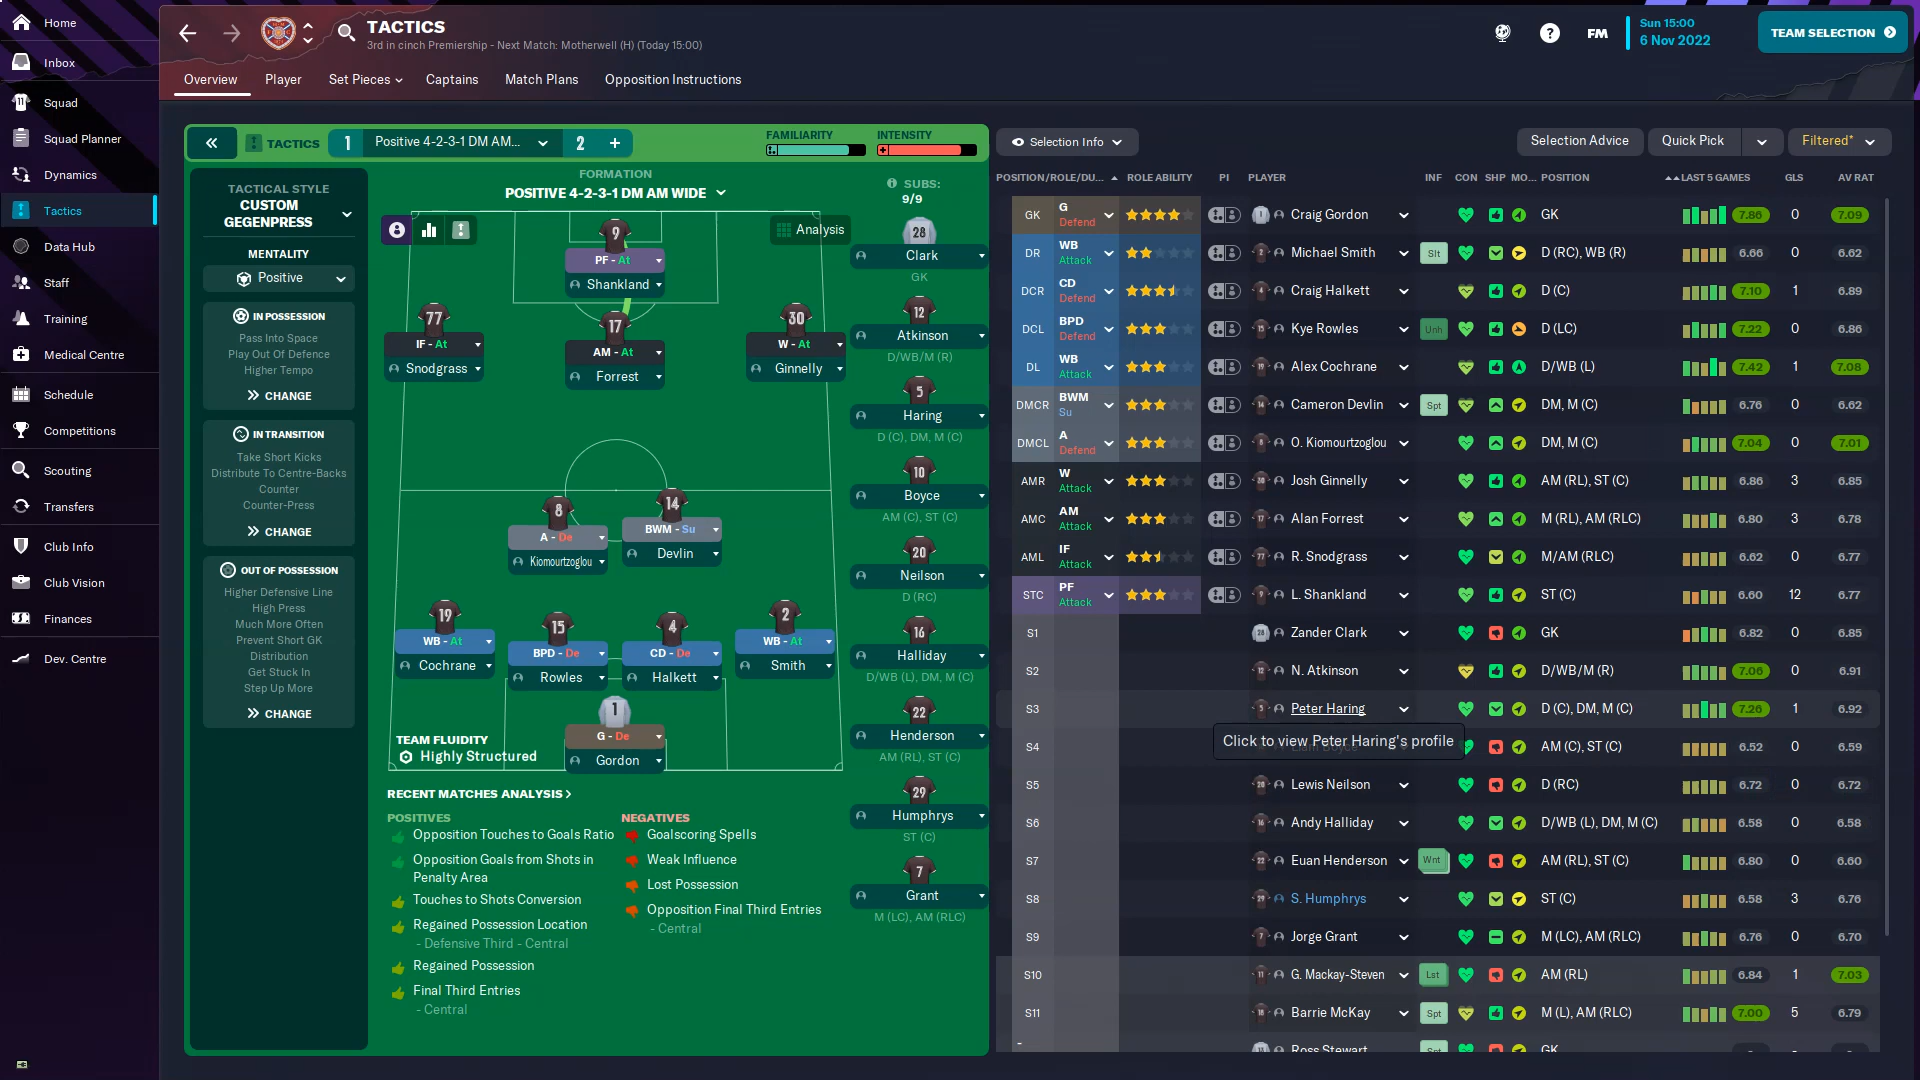 Home
Inbox
Squad
Squad Planner
Dynamics
Tactics
Data Hub
Staff
Training
Medical Centre
Schedule
Competitions
Scouting
Transfers
Club Info
Club Vision
Finances
Dev. Centre
TACTICS
3rd in cinch Premiership - Next Match: Motherwell (H) (Today 15:00)
FM
Sun 15:00
6 Nov 2022
TEAM SELECTION
Overview Player Set Pieces Captains Match Plans Opposition Instructions
TACTICS 1 Positive 4-2-3-1 DM AM... 2 +
FAMILIARITY INTENSITY
TACTICAL STYLE
CUSTOM
GEGENPRESS
MENTALITY
Positive
IN POSSESSION
Pass Into Space
Play Out Of Defence
Higher Tempo
CHANGE
IN TRANSITION
Take Short Kicks
Distribute To Centre-Backs
Counter
Counter-Press
CHANGE
OUT OF POSSESSION
Higher Defensive Line
High Press
Much More Often
Prevent Short GK
Distribution
Get Stuck In
Step Up More
CHANGE
FORMATION
POSITIVE 4-2-3-1 DM AM WIDE
Analysis
9
PF - At
Shankland
77
IF - At
Snodgrass
17
AM - At
Forrest
30
W - At
Ginnelly
8
A - De
Kiomourtzoglou
14
BWM - Su
Devlin
19
WB - At
Cochrane
15
BPD - De
Rowles
4
CD - De
Halkett
2
WB - At
Smith
1
G - De
Gordon
TEAM FLUIDITY
Highly Structured
RECENT MATCHES ANALYSIS
POSITIVES
Opposition Touches to Goals Ratio
Opposition Goals from Shots in
Penalty Area
Touches to Shots Conversion
Regained Possession Location
- Defensive Third - Central
Regained Possession
Final Third Entries
- Central
NEGATIVES
Goalscoring Spells
Weak Influence
Lost Possession
Opposition Final Third Entries
- Central
SUBS:
9/9
28
Clark
GK
12
Atkinson
D/WB/M (R)
5
Haring
D (C), DM, M (C)
10
Boyce
AM (C), ST (C)
20
Neilson
D (RC)
16
Halliday
D/WB (L), DM, M (C)
22
Henderson
AM (RL), ST (C)
29
Humphrys
ST (C)
7
Grant
M (LC), AM (RLC)
Selection Info Selection Advice Quick Pick Filtered*
POSITION/ROLE/DU... ROLE ABILITY PI PLAYER INF CON SHP MO... POSITION LAST 5 GAMES GLS AV RAT
GK G Defend Craig Gordon GK 7.86 0 7.09
DR WB Attack Michael Smith Slt D (RC), WB (R) 6.66 0 6.62
DCR CD Defend Craig Halkett D (C) 7.10 1 6.89
DCL BPD Defend Kye Rowles Unh D (LC) 7.22 0 6.86
DL WB Attack Alex Cochrane D/WB (L) 7.42 1 7.08
DMCR BWM Su Cameron Devlin Spt DM, M (C) 6.76 0 6.62
DMCL A Defend O. Kiomourtzoglou DM, M (C) 7.04 0 7.01
AMR W Attack Josh Ginnelly AM (RL), ST (C) 6.86 3 6.85
AMC AM Attack Alan Forrest M (RL), AM (RLC) 6.80 3 6.78
AML IF Attack R. Snodgrass M/AM (RLC) 6.62 0 6.77
STC PF Attack L. Shankland ST (C) 6.60 12 6.77
S1 Zander Clark GK 6.82 0 6.85
S2 N. Atkinson D/WB/M (R) 7.06 0 6.91
S3 Peter Haring D (C), DM, M (C) 7.26 1 6.92
S4 AM (C), ST (C) 6.52 0 6.59
Click to view Peter Haring's profile
S5 Lewis Neilson D (RC) 6.72 0 6.72
S6 Andy Halliday D/WB (L), DM, M (C) 6.58 0 6.58
S7 Euan Henderson Wnt AM (RL), ST (C) 6.80 0 6.60
S8 S. Humphrys ST (C) 6.58 3 6.76
S9 Jorge Grant M (LC), AM (RLC) 6.76 0 6.70
S10 G. Mackay-Steven Lst AM (RL) 6.84 1 7.03
S11 Barrie McKay Spt M (L), AM (RLC) 7.00 5 6.79
- Ross Stewart Spt GK